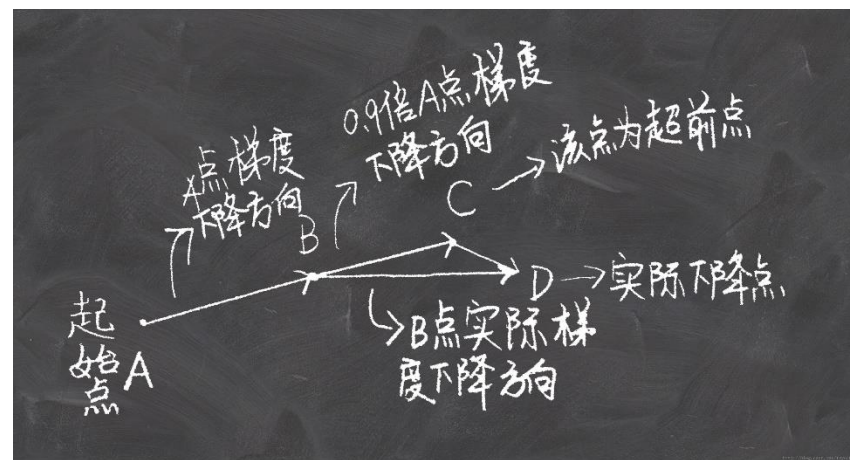 0.9倍A点梯度
下降方向
A点梯度
下降方向
该点为超前点
C
B
D
实际下降点
起
始
点 A
B点实际梯
度下降方向